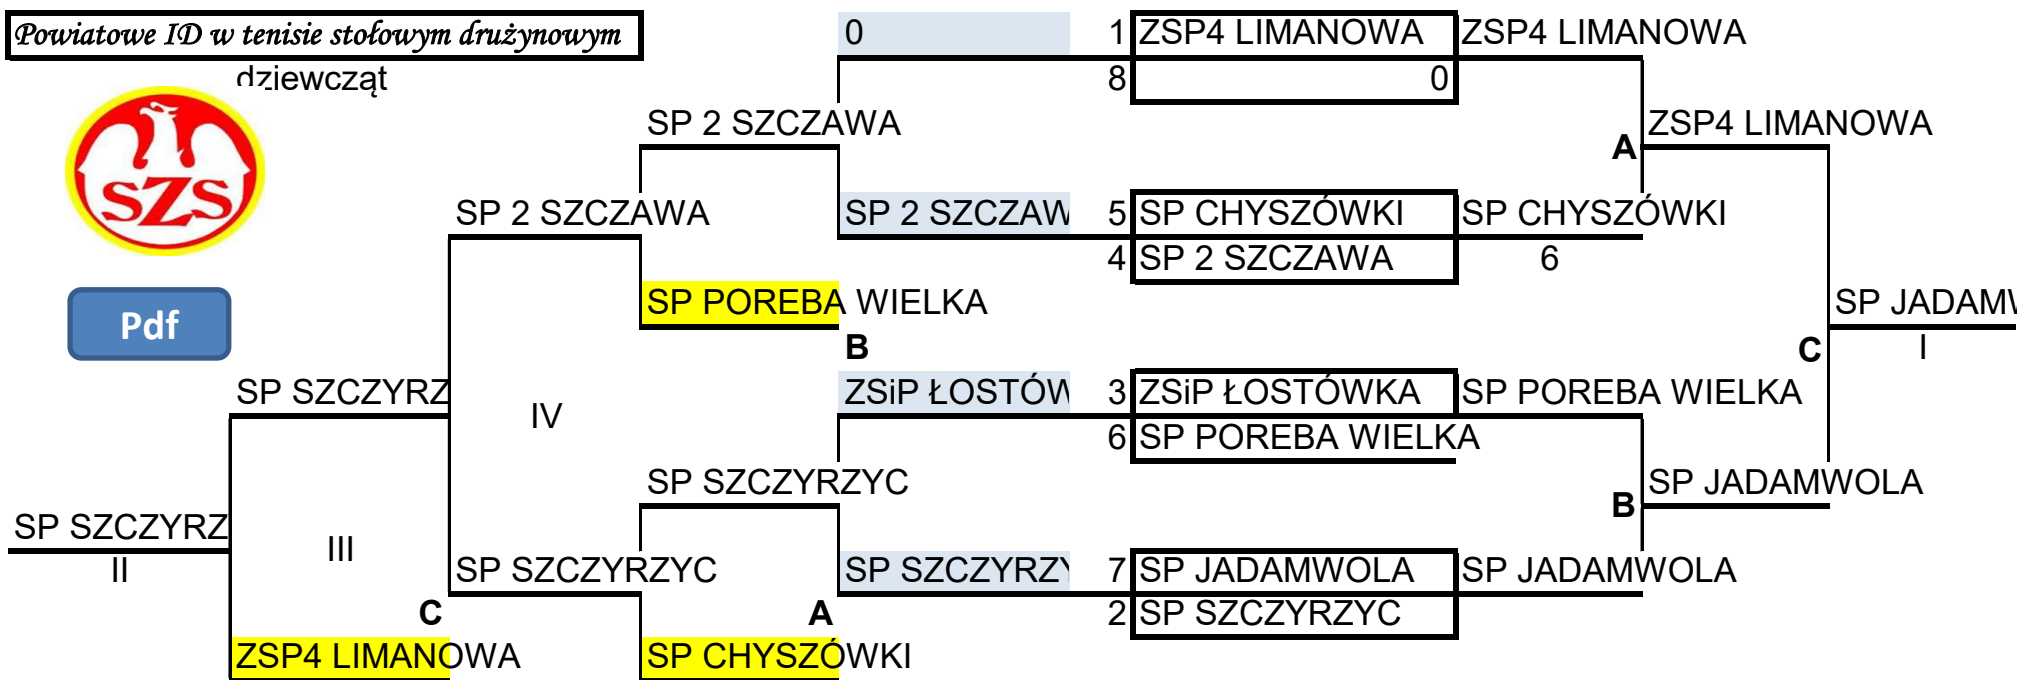 Powiatowe ID w tenisie stołowym drużynowym
0
1
ZSP4 LIMANOWA
ZSP4 LIMANOWA
dziewcząt
8
0
SP 2 SZCZAWA
ZSP4 LIMANOWA
A
SZS
SP 2 SZCZAWA
SP 2 SZCZAW
5
SP CHYSZÓWKI
SP CHYSZÓWKI
4
SP 2 SZCZAWA
6
Pdf
SP POREBA WIELKA
SP JADAMW
B
C
I
SP SZCZYRZ
IV
ZSiP ŁOSTÓW
3
ZSiP ŁOSTÓWKA
SP POREBA WIELKA
6
SP POREBA WIELKA
SP SZCZYRZYC
SP JADAMWOLA
B
SP SZCZYRZ
III
II
SP SZCZYRZYC
SP SZCZYRZY
7
SP JADAMWOLA
SP JADAMWOLA
C
A
2
SP SZCZYRZYC
ZSP4 LIMANOWA
SP CHYSZÓWKI